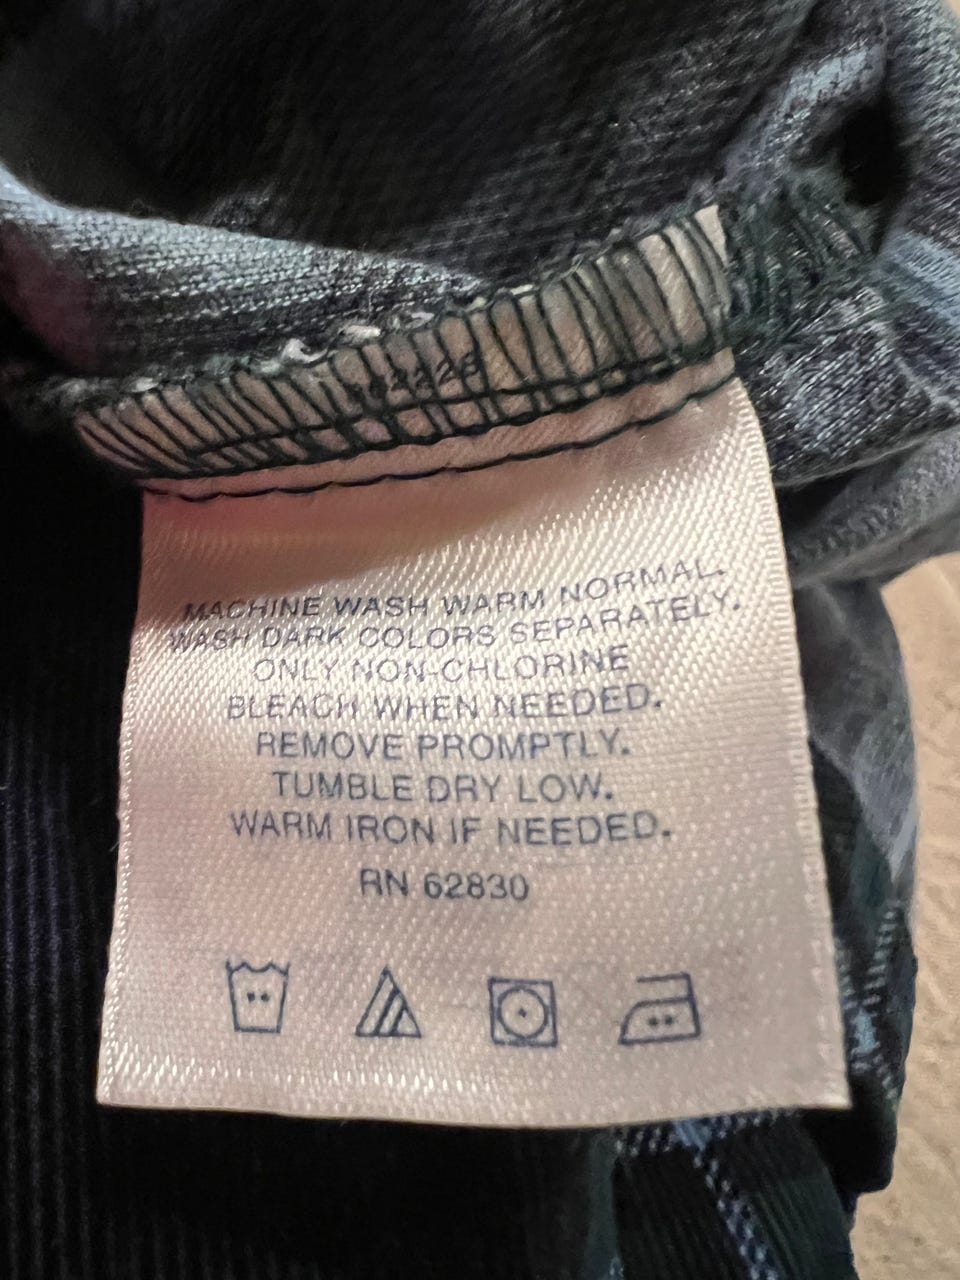 MACHINE WASH WARM NORMAL.
WASH DARK COLORS SEPARATELY.
ONLY NON-CHLORINE
BLEACH WHEN NEEDED.
REMOVE PROMPTLY.
TUMBLE DRY LOW.
WARM IRON IF NEEDED.
RN 62830